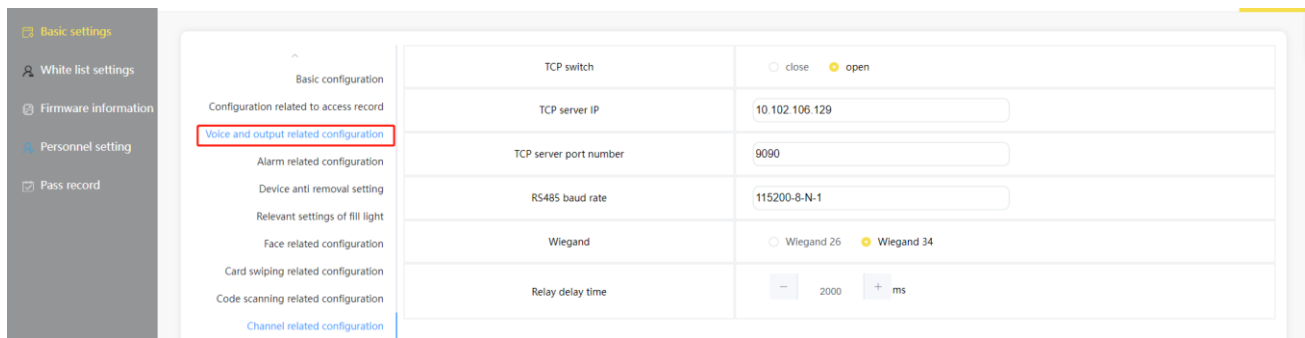 Basic settings
White list settings
Firmware information
Personnel setting
Pass record
Basic configuration
Configuration related to access record
Voice and output related configuration
Alarm related configuration
Device anti removal setting
Relevant settings of fill light
Face related configuration
Card swiping related configuration
Code scanning related configuration
Channel related configuration
TCP switch close open
TCP server IP 10.102.106.129
TCP server port number 9090
RS485 baud rate 115200-8-N-1
Wiegand Wiegand 26 Wiegand 34
Relay delay time − 2000 + ms